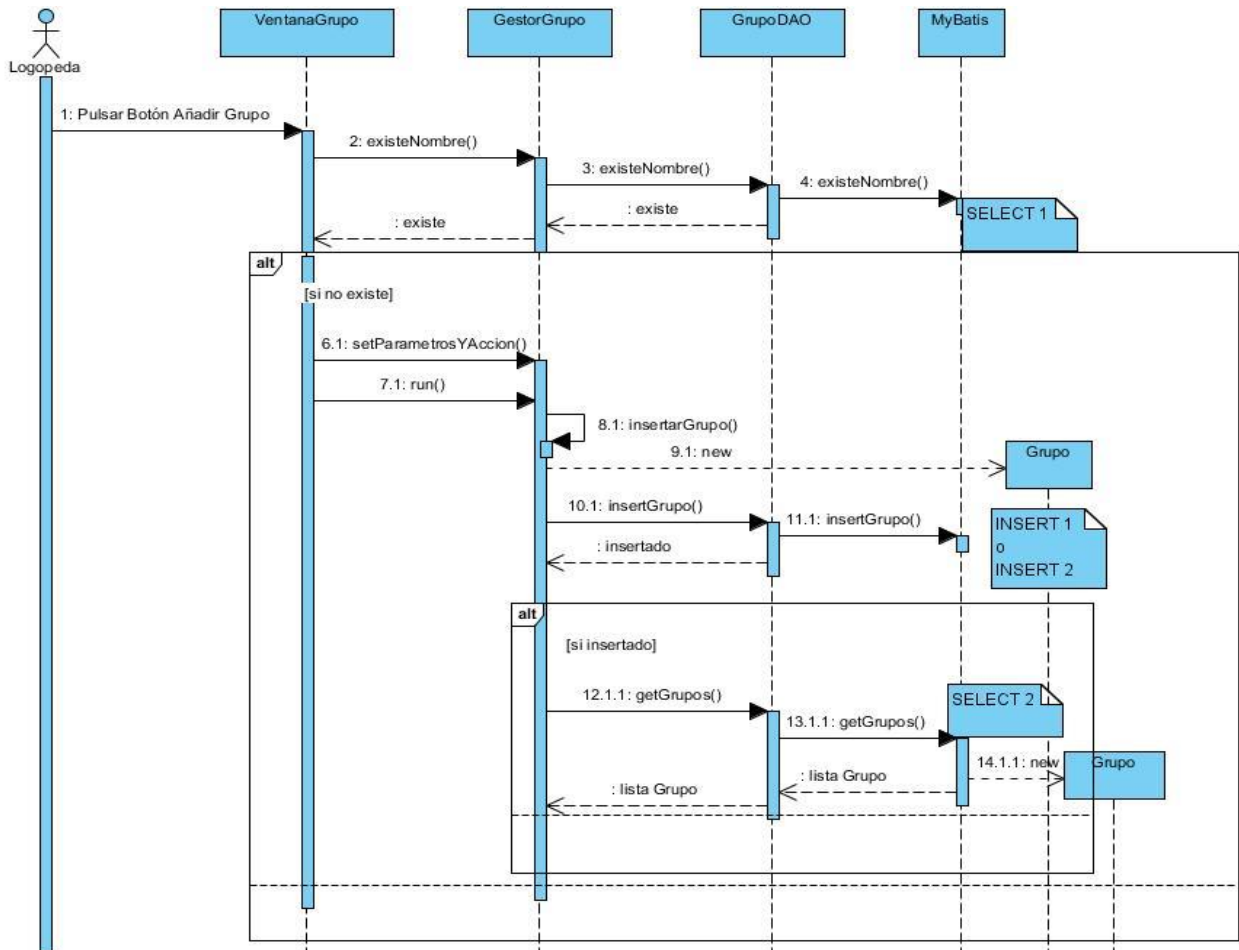 VentanaGrupo
GestorGrupo
GrupoDAO
MyBatis
Logopeda
1: Pulsar Botón Añadir Grupo
2: existeNombre()
3: existeNombre()
4: existeNombre()
SELECT 1
: existe
: existe
alt
[si no existe]
6.1: setParametrosYAccion()
7.1: run()
8.1: insertarGrupo()
9.1: new
Grupo
10.1: insertGrupo()
11.1: insertGrupo()
INSERT 1
o
INSERT 2
: insertado
alt
[si insertado]
12.1.1: getGrupos()
SELECT 2
13.1.1: getGrupos()
14.1.1: new
Grupo
: lista Grupo
: lista Grupo